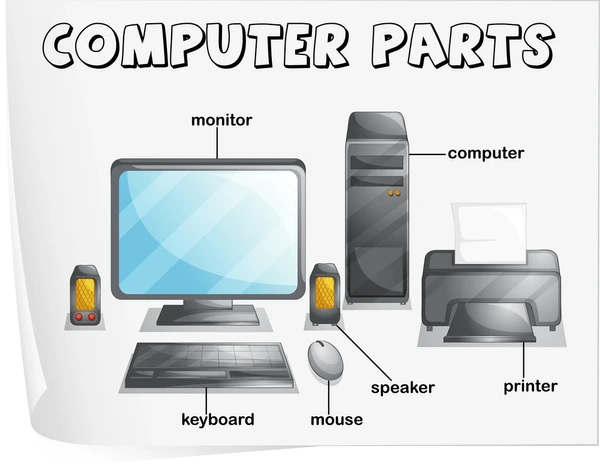 COMPUTER PARTS
monitor
computer
speaker
printer
keyboard
mouse